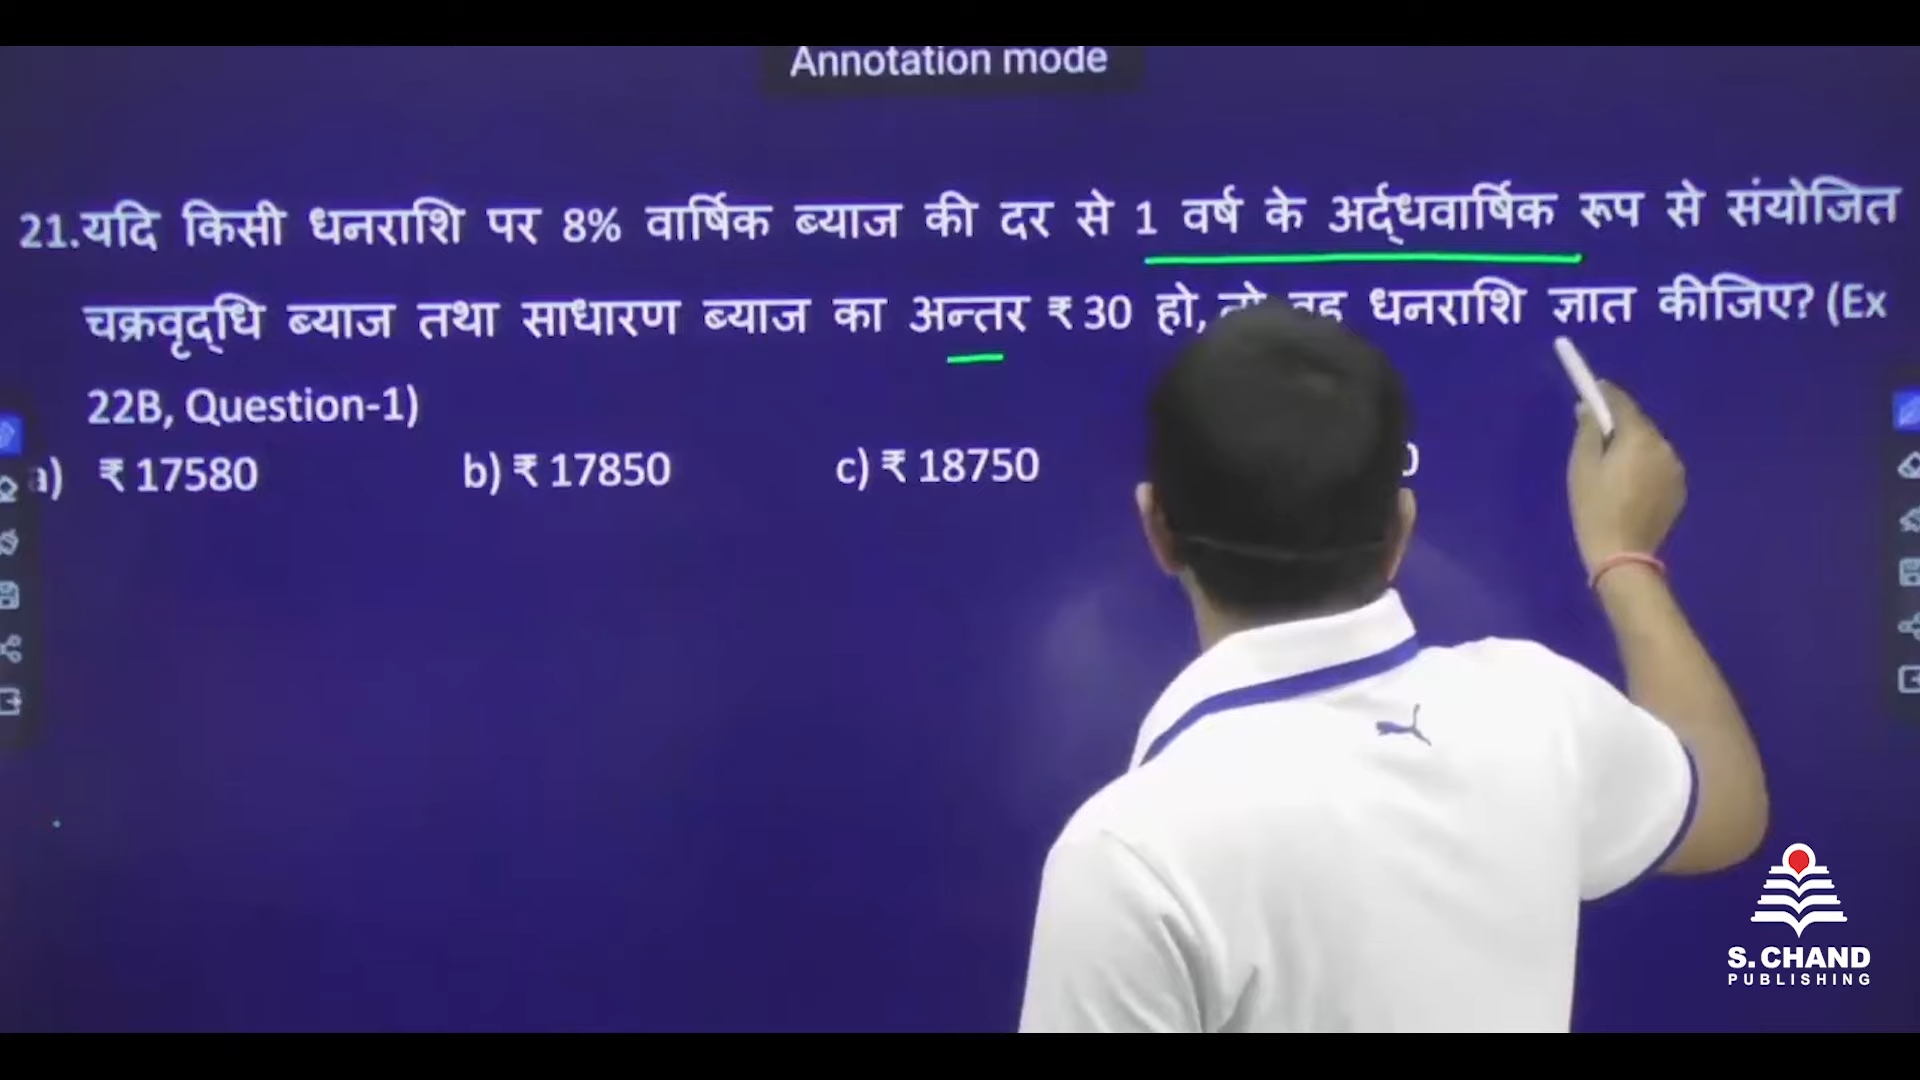 Annotation mode
21.यदि किसी धनराशि पर 8% वार्षिक ब्याज की दर से 1 वर्ष के अर्द्धवार्षिक रूप से संयोजित
चक्रवृद्धि ब्याज तथा साधारण ब्याज का अन्तर ₹ 30 हो, धनराशि ज्ञात कीजिए? (Ex
22B, Question-1)
a) ₹ 17580 b) ₹ 17850 c) ₹ 18750
S. CHAND
PUBLISHING